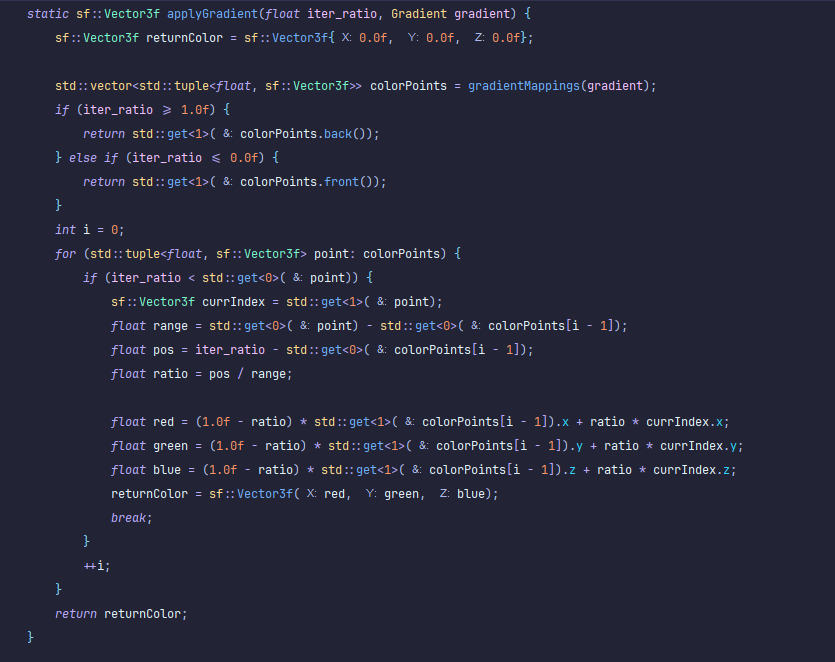 static sf::Vector3f applyGradient(float iter_ratio, Gradient gradient) {
sf::Vector3f returnColor = sf::Vector3f{ X: 0.0f, Y: 0.0f, Z: 0.0f};
std::vector<std::tuple<float, sf::Vector3f>> colorPoints = gradientMappings(gradient);
if (iter_ratio ≥ 1.0f) {
return std::get<1>( &: colorPoints.back());
} else if (iter_ratio ≤ 0.0f) {
return std::get<1>( &: colorPoints.front());
}
int i = 0;
for (std::tuple<float, sf::Vector3f> point: colorPoints) {
if (iter_ratio < std::get<0>( &: point)) {
sf::Vector3f currIndex = std::get<1>( &: point);
float range = std::get<0>( &: point) - std::get<0>( &: colorPoints[i - 1]);
float pos = iter_ratio - std::get<0>( &: colorPoints[i - 1]);
float ratio = pos / range;
float red = (1.0f - ratio) * std::get<1>( &: colorPoints[i - 1]).x + ratio * currIndex.x;
float green = (1.0f - ratio) * std::get<1>( &: colorPoints[i - 1]).y + ratio * currIndex.y;
float blue = (1.0f - ratio) * std::get<1>( &: colorPoints[i - 1]).z + ratio * currIndex.z;
returnColor = sf::Vector3f( X: red, Y: green, Z: blue);
break;
}
++i;
}
return returnColor;
}